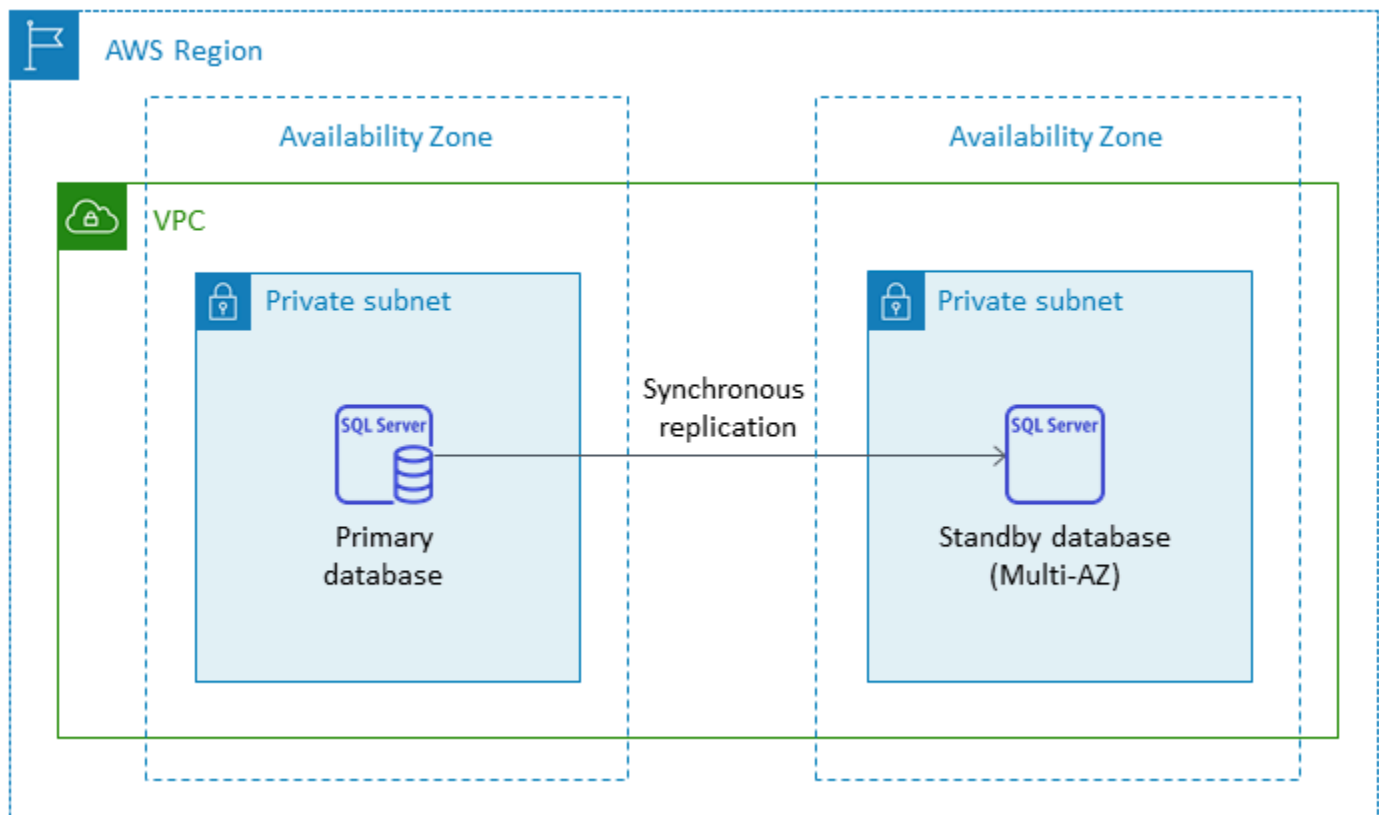 AWS Region
Availability Zone
Availability Zone
VPC
Private subnet
Private subnet
Synchronous
replication
SQL Server
SQL Server
Primary
database
Standby database
(Multi-AZ)